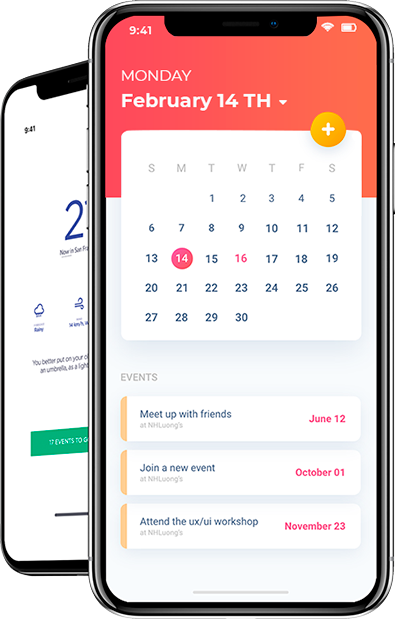 9:41
MONDAY
February 14 TH
S M T W T F S
1 2 3 4 5
6 7 8 9 10 11 12
13 14 15 16 17 18 19
20 21 22 23 24 25 26
27 28 29 30
EVENTS
Meet up with friends
at NHLuong's
June 12
Join a new event
at NHLuong's
October 01
Attend the ux/ui workshop
at NHLuong's
November 23
9:41
Now in San Fra
Rainy
14 km/h,
You better put on your
an umbrella, as a ligh
17 EVENTS TO G